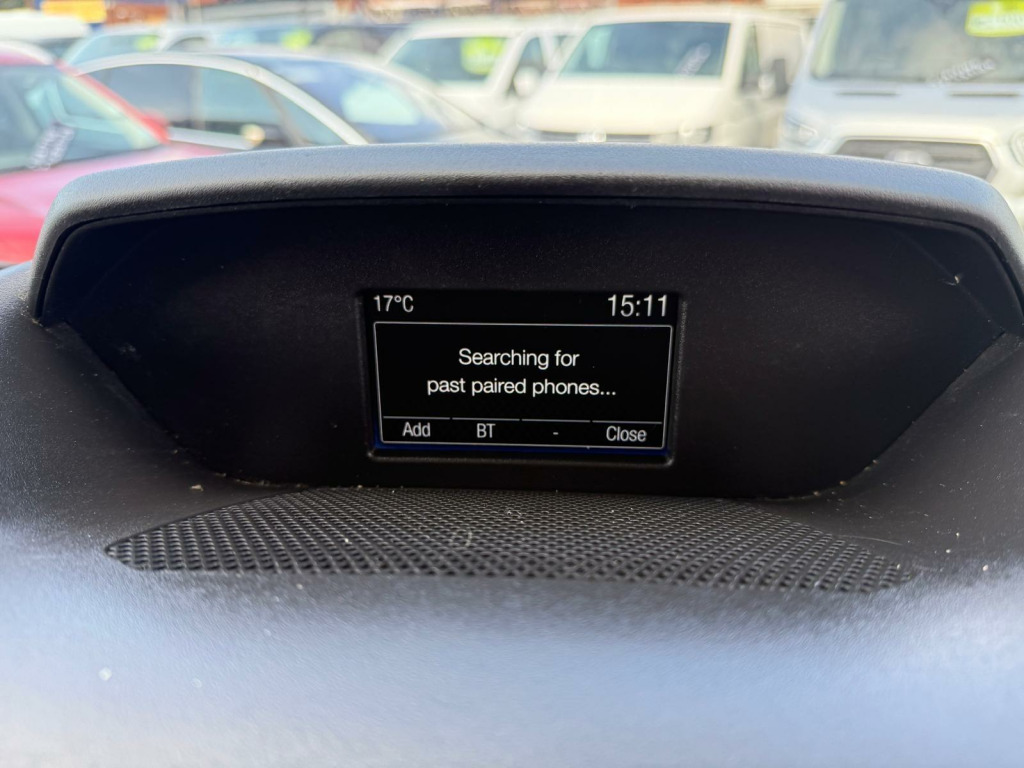 17°C 15:11
Searching for
past paired phones...
Add BT - Close